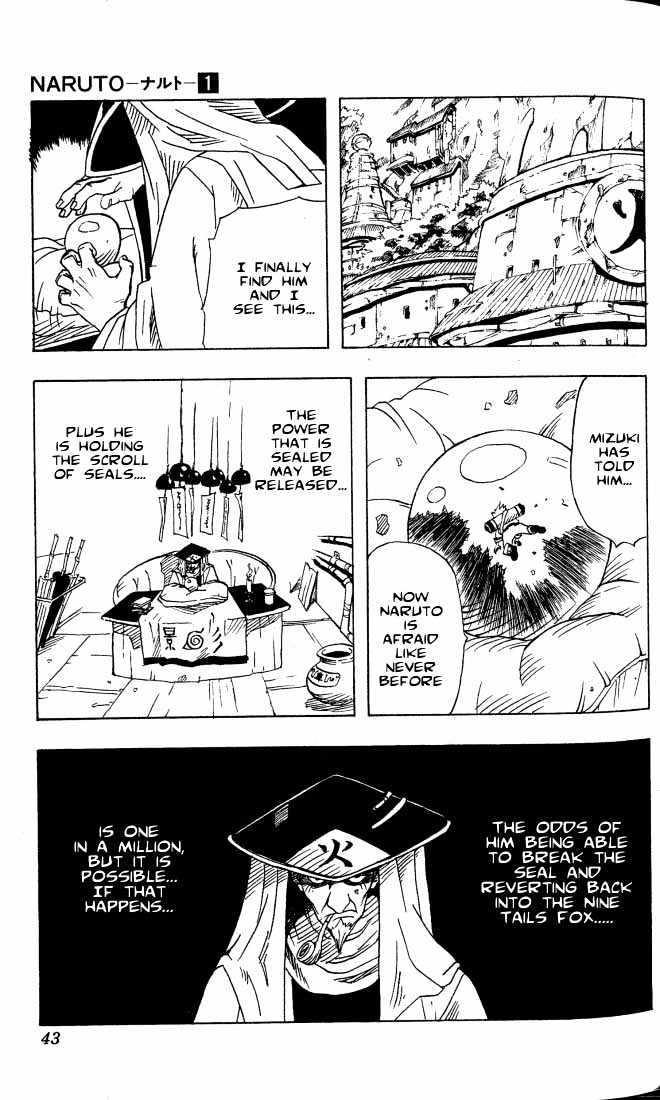 NARUTO—ナルト—1
火
I FINALLY
FIND HIM
AND I
SEE THIS...
MIZUKI
HAS
TOLD
HIM...
NOW
NARUTO
IS
AFRAID
LIKE
NEVER
BEFORE
THE
POWER
THAT IS
SEALED
MAY BE
RELEASED...
PLUS HE
IS HOLDING
THE SCROLL
OF SEALS....
THE ODDS OF
HIM BEING ABLE
TO BREAK THE
SEAL AND
REVERTING BACK
INTO THE NINE
TAILS FOX.....
火
IS ONE
IN A MILLION,
BUT IT IS
POSSIBLE...
IF THAT
HAPPENS...
43